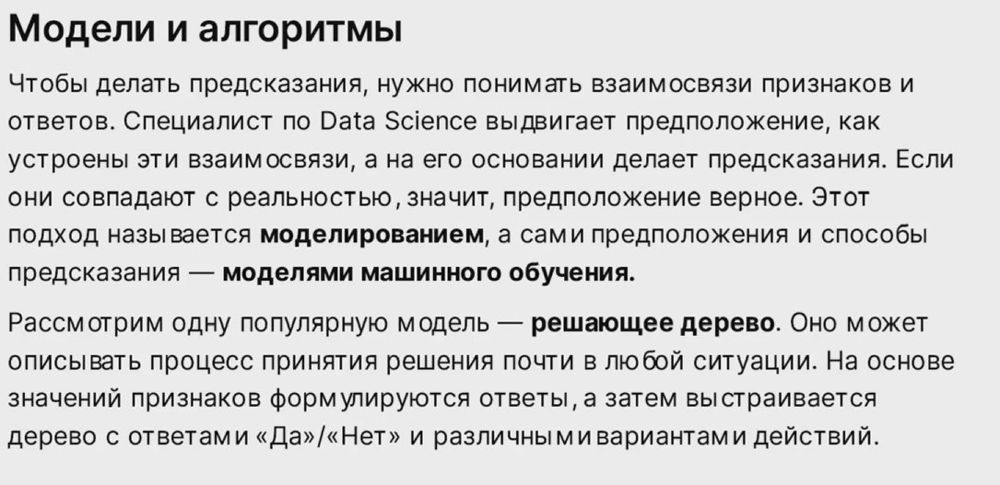 Модели и алгоритмы
Чтобы делать предсказания, нужно понимать взаимосвязи признаков и
ответов. Специалист по Data Science выдвигает предположение, как
устроены эти взаимосвязи, а на его основании делает предсказания. Если
они совпадают с реальностью, значит, предположение верное. Этот
подход называется моделированием, а сами предположения и способы
предсказания — моделями машинного обучения.
Рассмотрим одну популярную модель — решающее дерево. Оно может
описывать процесс принятия решения почти в любой ситуации. На основе
значений признаков формулируются ответы, а затем выстраивается
дерево с ответами «Да»/«Нет» и различными вариантами действий.